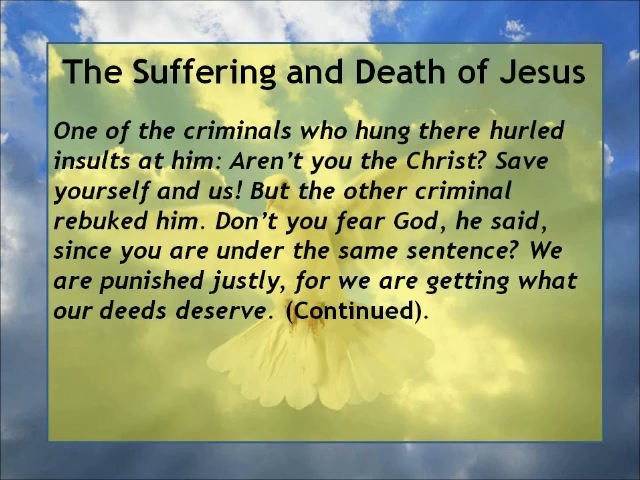 The Suffering and Death of Jesus
One of the criminals who hung there hurled
insults at him: Aren’t you the Christ? Save
yourself and us! But the other criminal
rebuked him. Don’t you fear God, he said,
since you are under the same sentence? We
are punished justly, for we are getting what
our deeds deserve. (Continued).